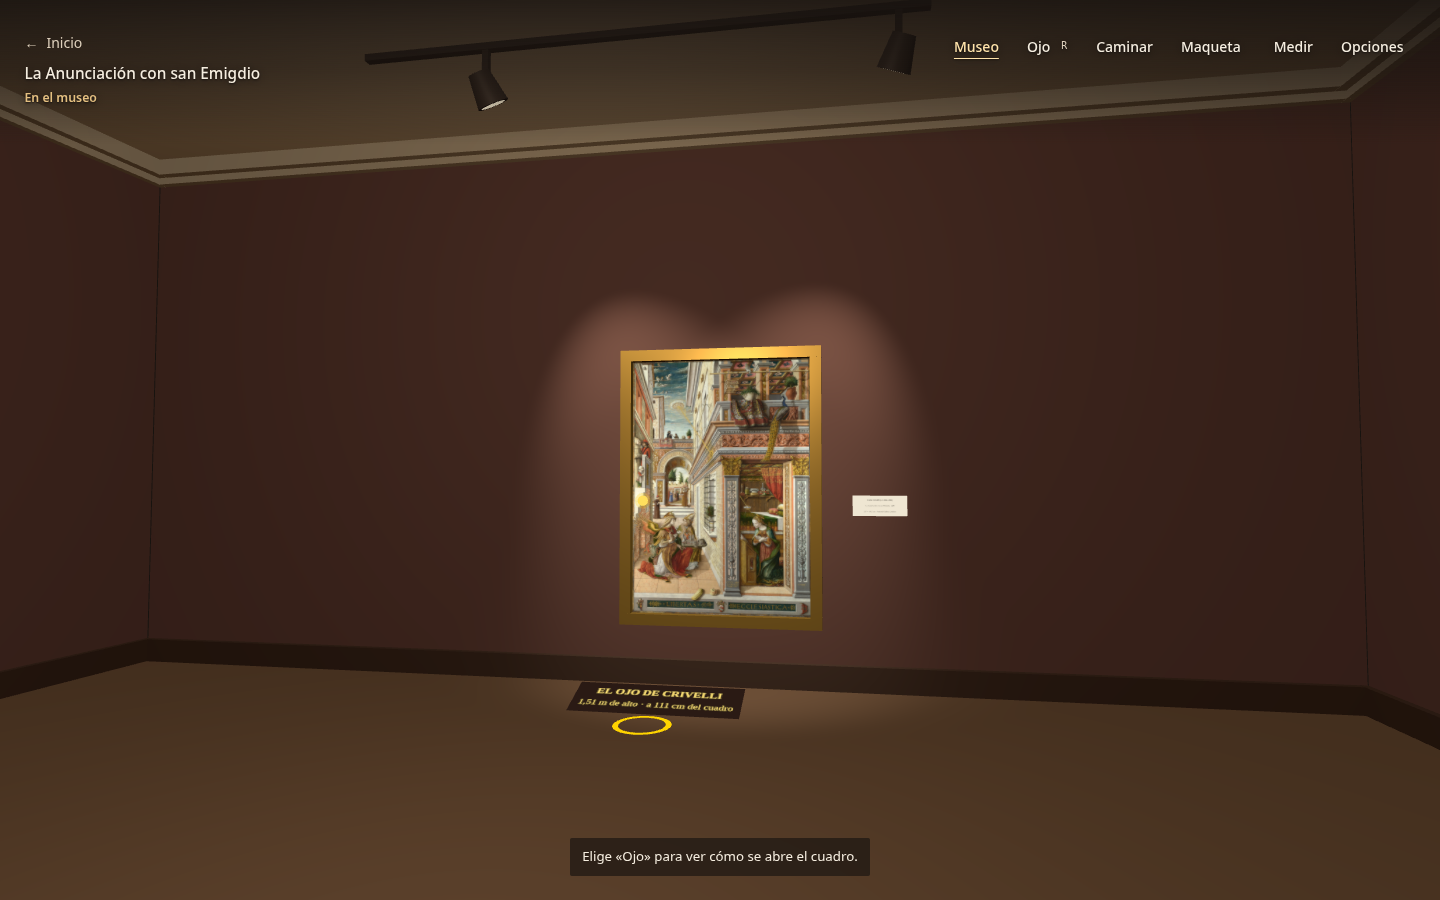 ← Inicio
La Anunciación con san Emigdio
En el museo
Museo
Ojo R
Caminar
Maqueta
Medir
Opciones
EL OJO DE CRIVELLI
1,51 m de alto · a 111 cm del cuadro
Elige «Ojo» para ver cómo se abre el cuadro.